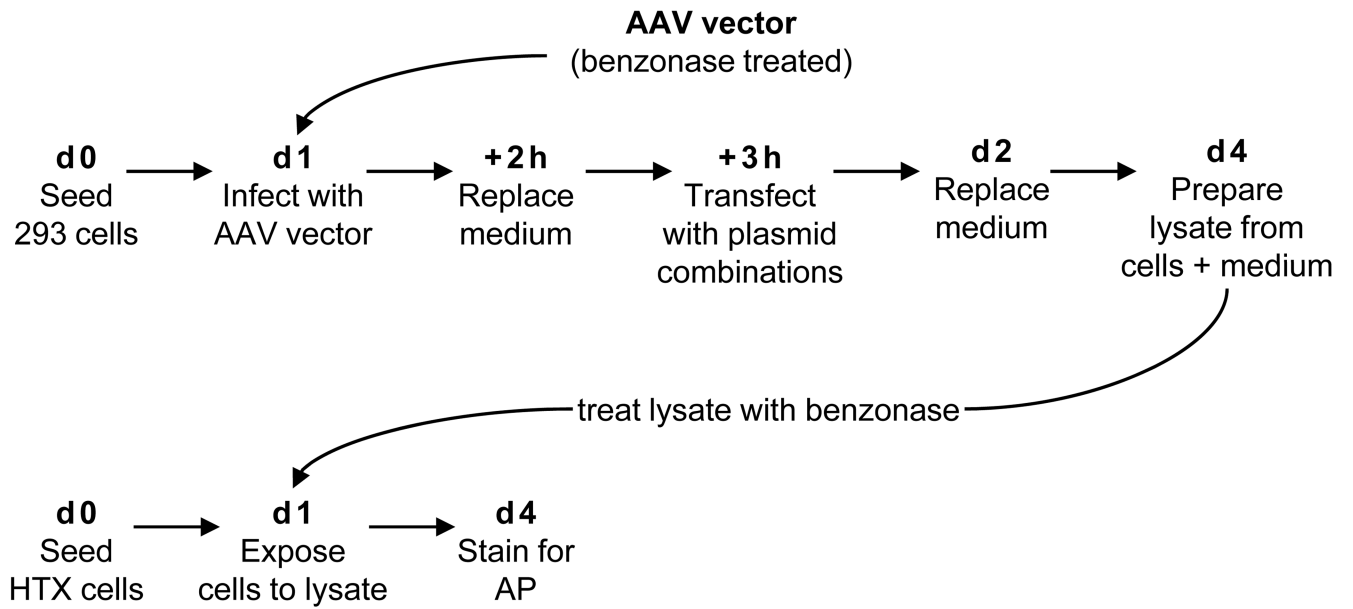 AAV vector
(benzonase treated)
d0
Seed
293 cells
d1
Infect with
AAV vector
+2h
Replace
medium
+3h
Transfect
with plasmid
combinations
d2
Replace
medium
d4
Prepare
lysate from
cells + medium
treat lysate with benzonase
d0
Seed
HTX cells
d1
Expose
cells to lysate
d4
Stain for
AP